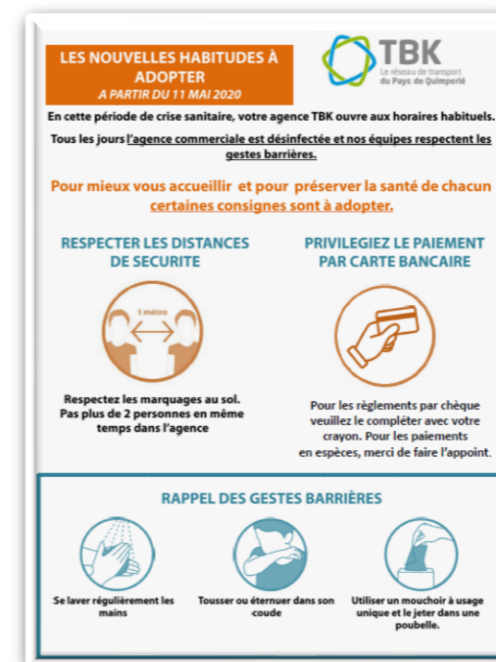 LES NOUVELLES HABITUDES À
ADOPTER
A PARTIR DU 11 MAI 2020
TBK
Le réseau de transport
du Pays de Quimperlé
En cette période de crise sanitaire, votre agence TBK ouvre aux horaires habituels.
Tous les jours l'agence commerciale est désinfectée et nos équipes respectent les
gestes barrières.
Pour mieux vous accueillir et pour préserver la santé de chacun
certaines consignes sont à adopter.
RESPECTER LES DISTANCES
DE SECURITE
1 mètre
Respectez les marquages au sol.
Pas plus de 2 personnes en même
temps dans l'agence
PRIVILEGIEZ LE PAIEMENT
PAR CARTE BANCAIRE
Pour les règlements par chèque
veuillez le compléter avec votre
crayon. Pour les paiements
en espèces, merci de faire l'appoint.
RAPPEL DES GESTES BARRIÈRES
Se laver régulièrement les
mains
Tousser ou éternuer dans son
coude
Utiliser un mouchoir à usage
unique et le jeter dans une
poubelle.